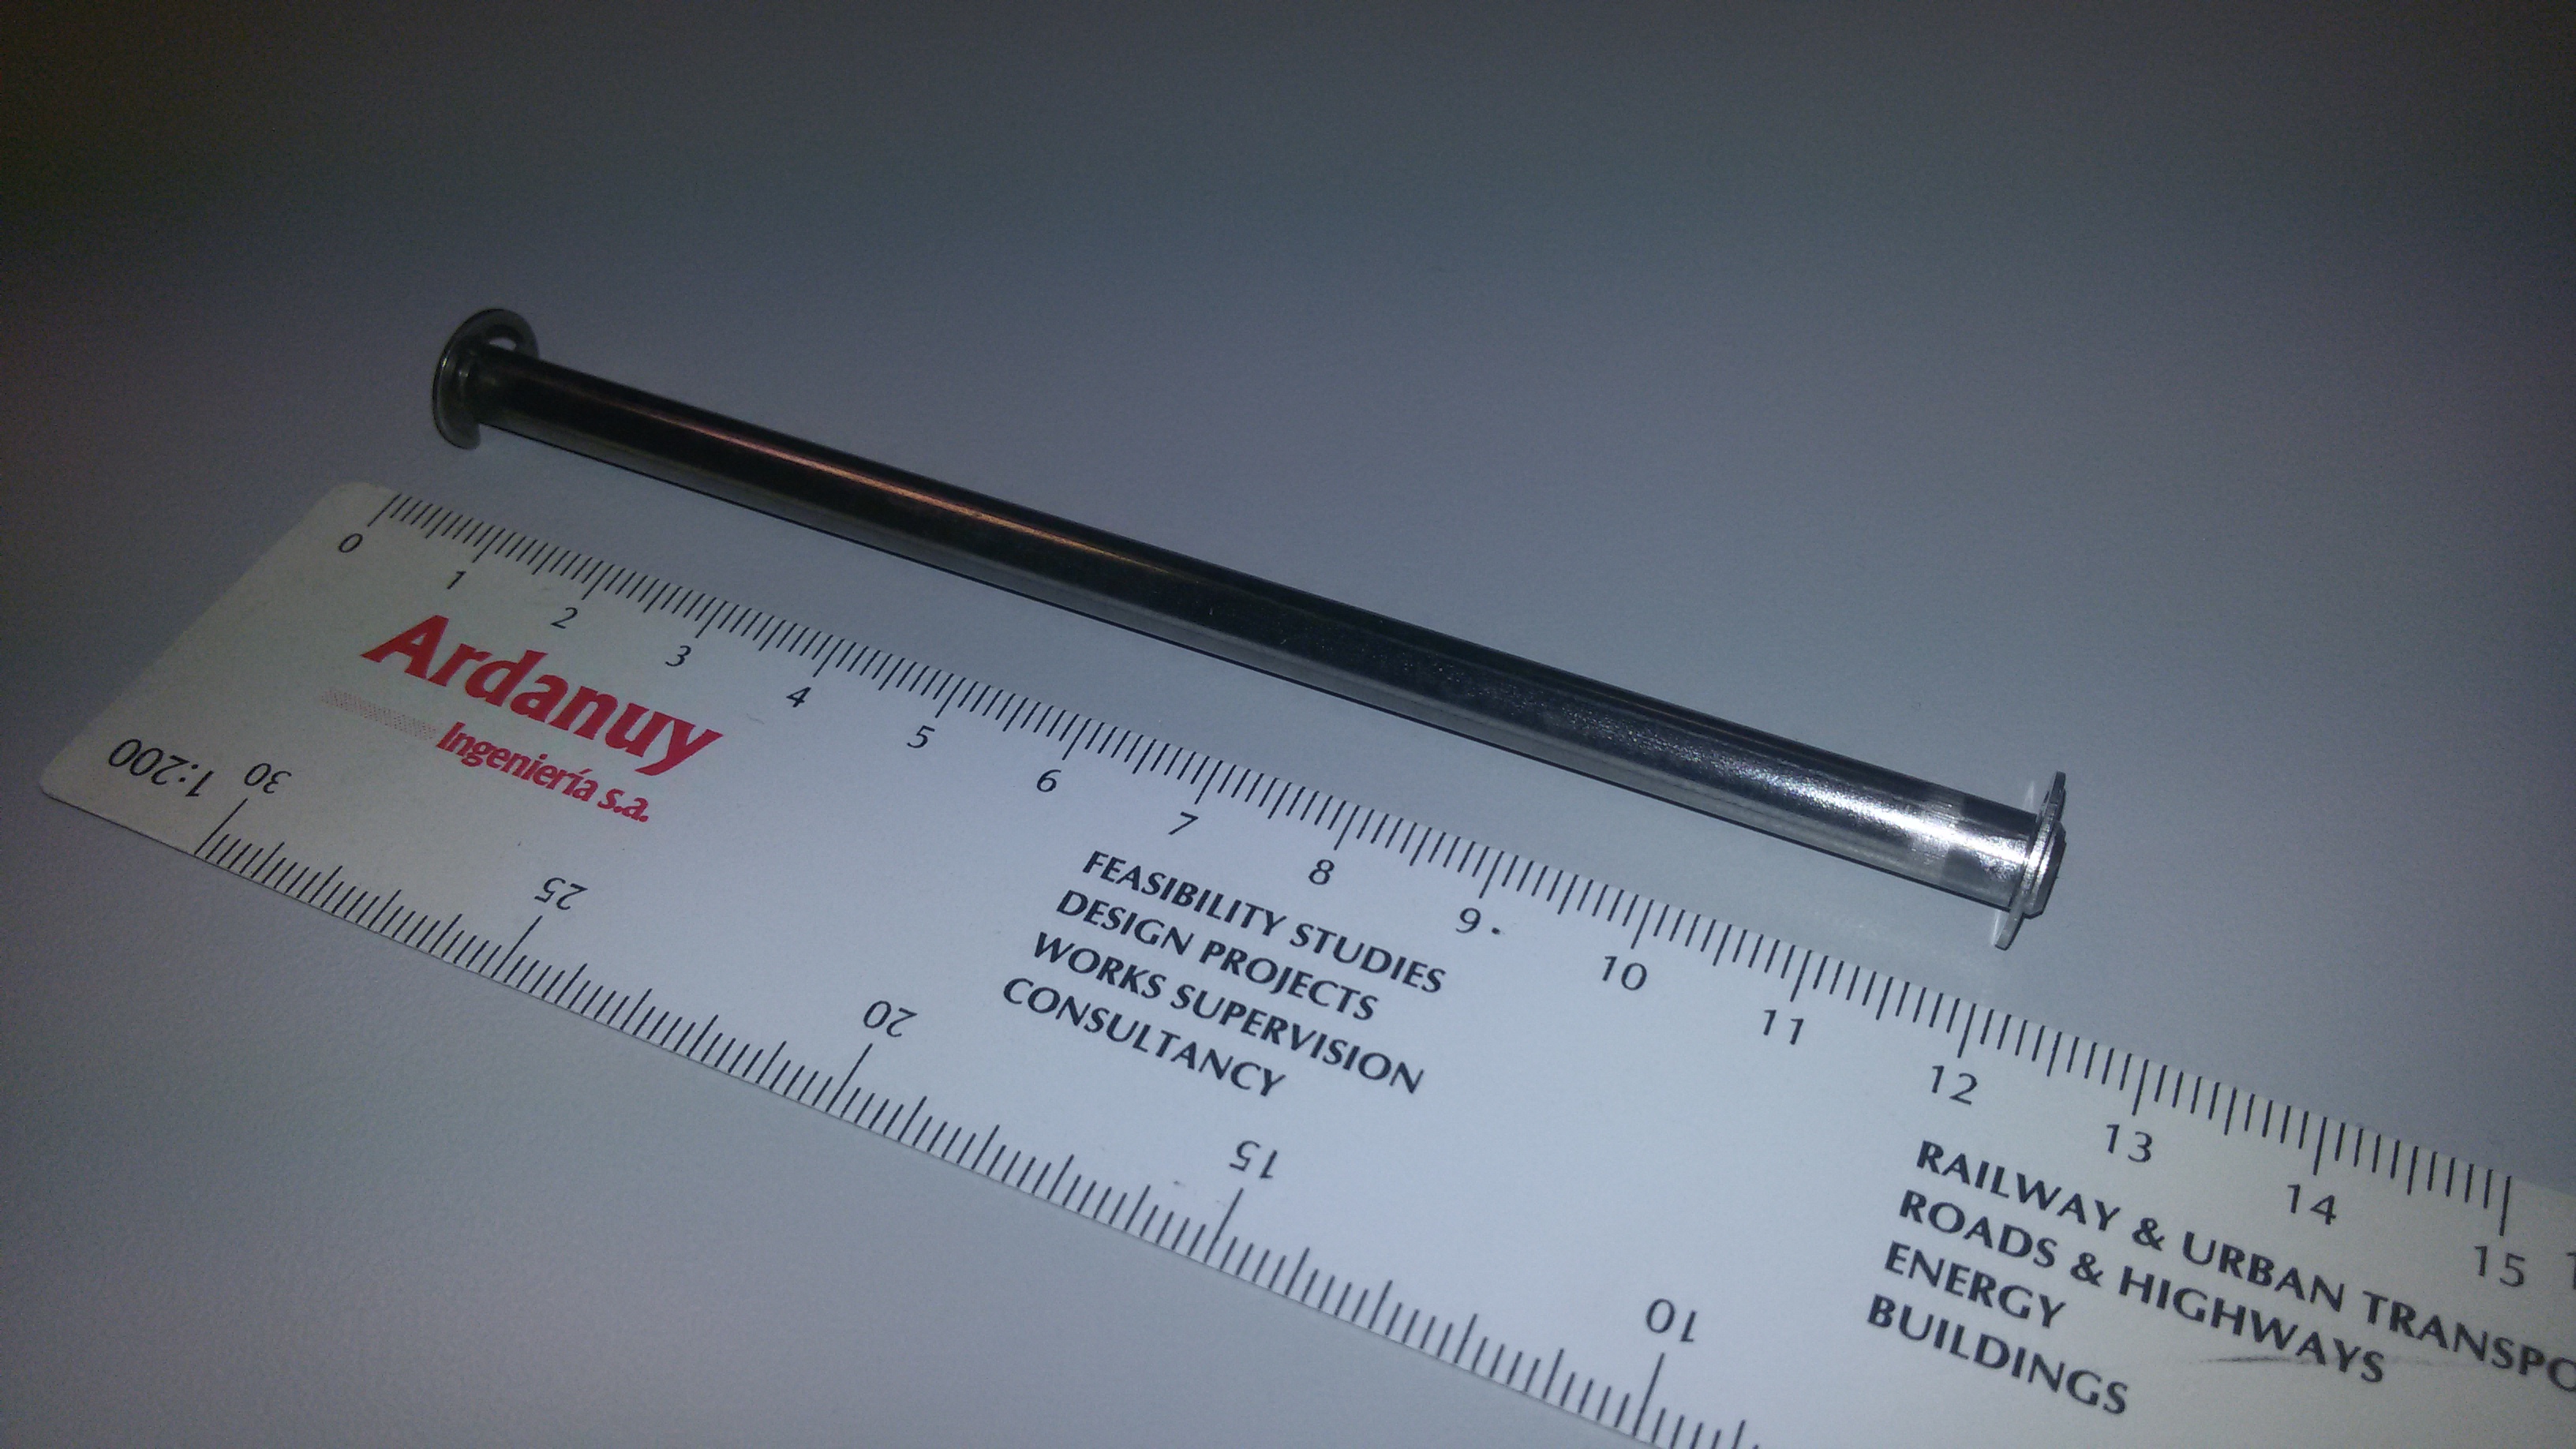 0 1 2 3 4 5 6 7 8 9 10 11 12 13 14 15
Ardanuy
Ingeniería s.a.
FEASIBILITY STUDIES
DESIGN PROJECTS
WORKS SUPERVISION
CONSULTANCY
RAILWAY & URBAN TRANSPO
ROADS & HIGHWAYS
ENERGY
BUILDINGS
1:200 30 25 20 15 10